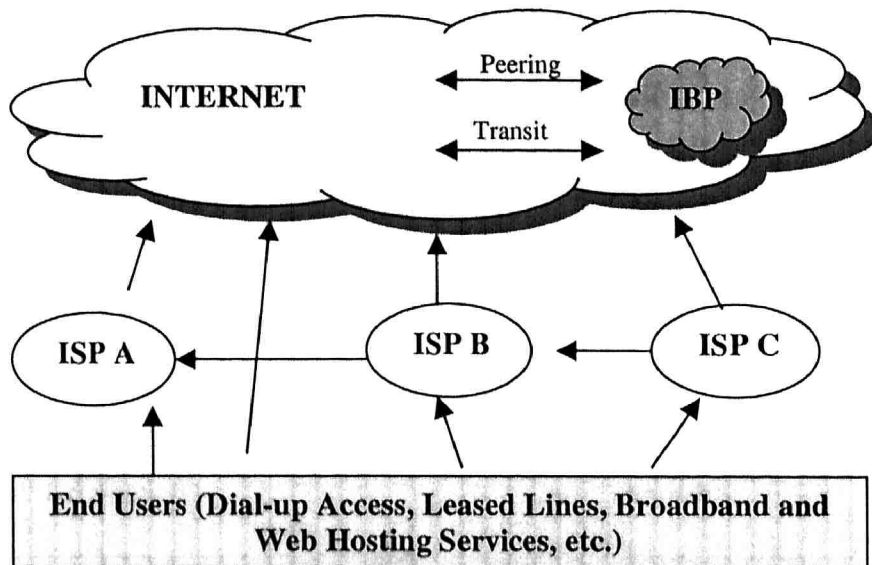 Peering
INTERNET
IBP
Transit
ISP A
ISP B
ISP C
End Users (Dial-up Access, Leased Lines, Broadband and
Web Hosting Services, etc.)